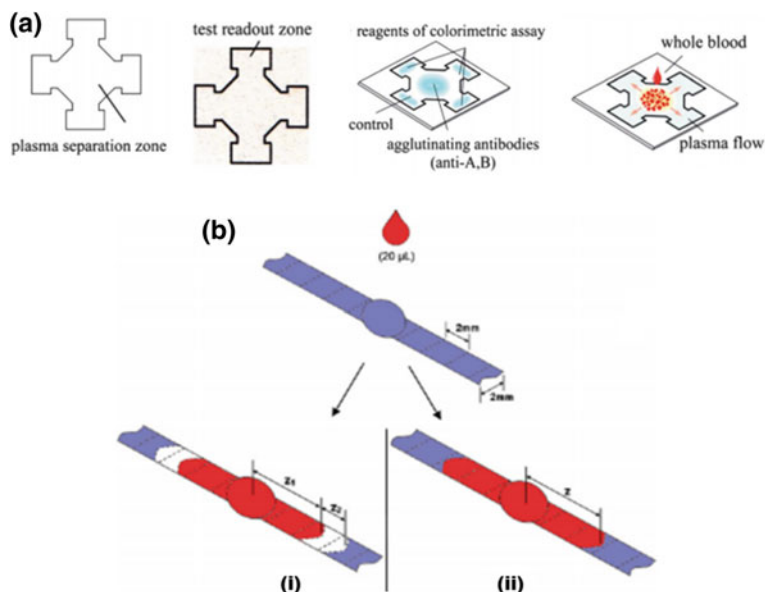 (a)
plasma separation zone
test readout zone
reagents of colorimetric assay
control
agglutinating antibodies
(anti-A,B)
whole blood
plasma flow
(b)
(20 µL)
2mm
2mm
z₁
z₂
z
(i)
(ii)